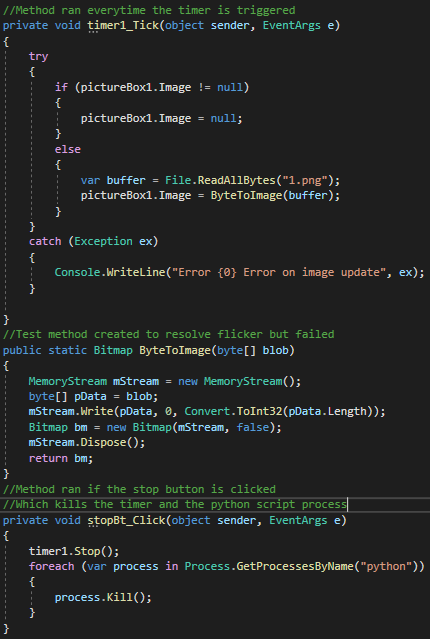 //Method ran everytime the timer is triggered
private void timer1_Tick(object sender, EventArgs e)
{
    try
    {
        if (pictureBox1.Image != null)
        {
            pictureBox1.Image = null;
        }
        else
        {
            var buffer = File.ReadAllBytes("1.png");
            pictureBox1.Image = ByteToImage(buffer);
        }
    }
    catch (Exception ex)
    {
        Console.WriteLine("Error {0} Error on image update", ex);
    }

}
//Test method created to resolve flicker but failed
public static Bitmap ByteToImage(byte[] blob)
{
    MemoryStream mStream = new MemoryStream();
    byte[] pData = blob;
    mStream.Write(pData, 0, Convert.ToInt32(pData.Length));
    Bitmap bm = new Bitmap(mStream, false);
    mStream.Dispose();
    return bm;
}
//Method ran if the stop button is clicked
//Which kills the timer and the python script process
private void stopBt_Click(object sender, EventArgs e)
{
    timer1.Stop();
    foreach (var process in Process.GetProcessesByName("python"))
    {
        process.Kill();
    }
}